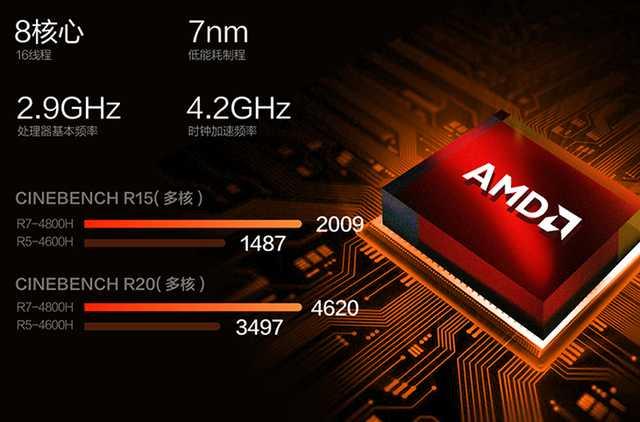 8核心 7nm
16线程 低能耗制程
2.9GHz 4.2GHz
处理器基本频率 时钟加速频率
CINEBENCH R15(多核)
R7-4800H 2009
R5-4600H 1487
CINEBENCH R20(多核)
R7-4800H 4620
R5-4600H 3497
AMD